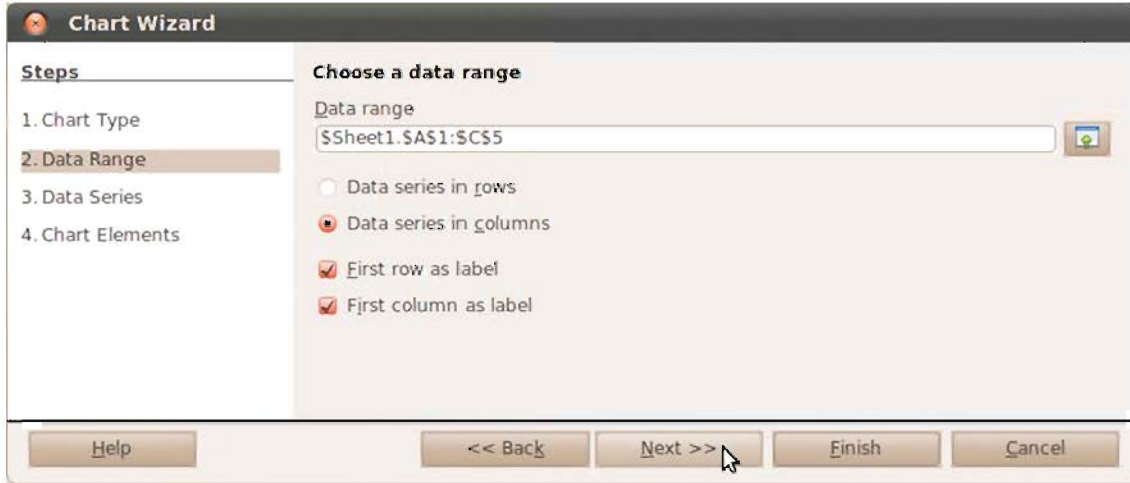 Chart Wizard
Steps
1. Chart Type
2. Data Range
3. Data Series
4. Chart Elements
Choose a data range
Data range
$Sheet1.$A$1:$C$5
Data series in rows
Data series in columns
First row as label
First column as label
Help
<< Back
Next >>
Finish
Cancel